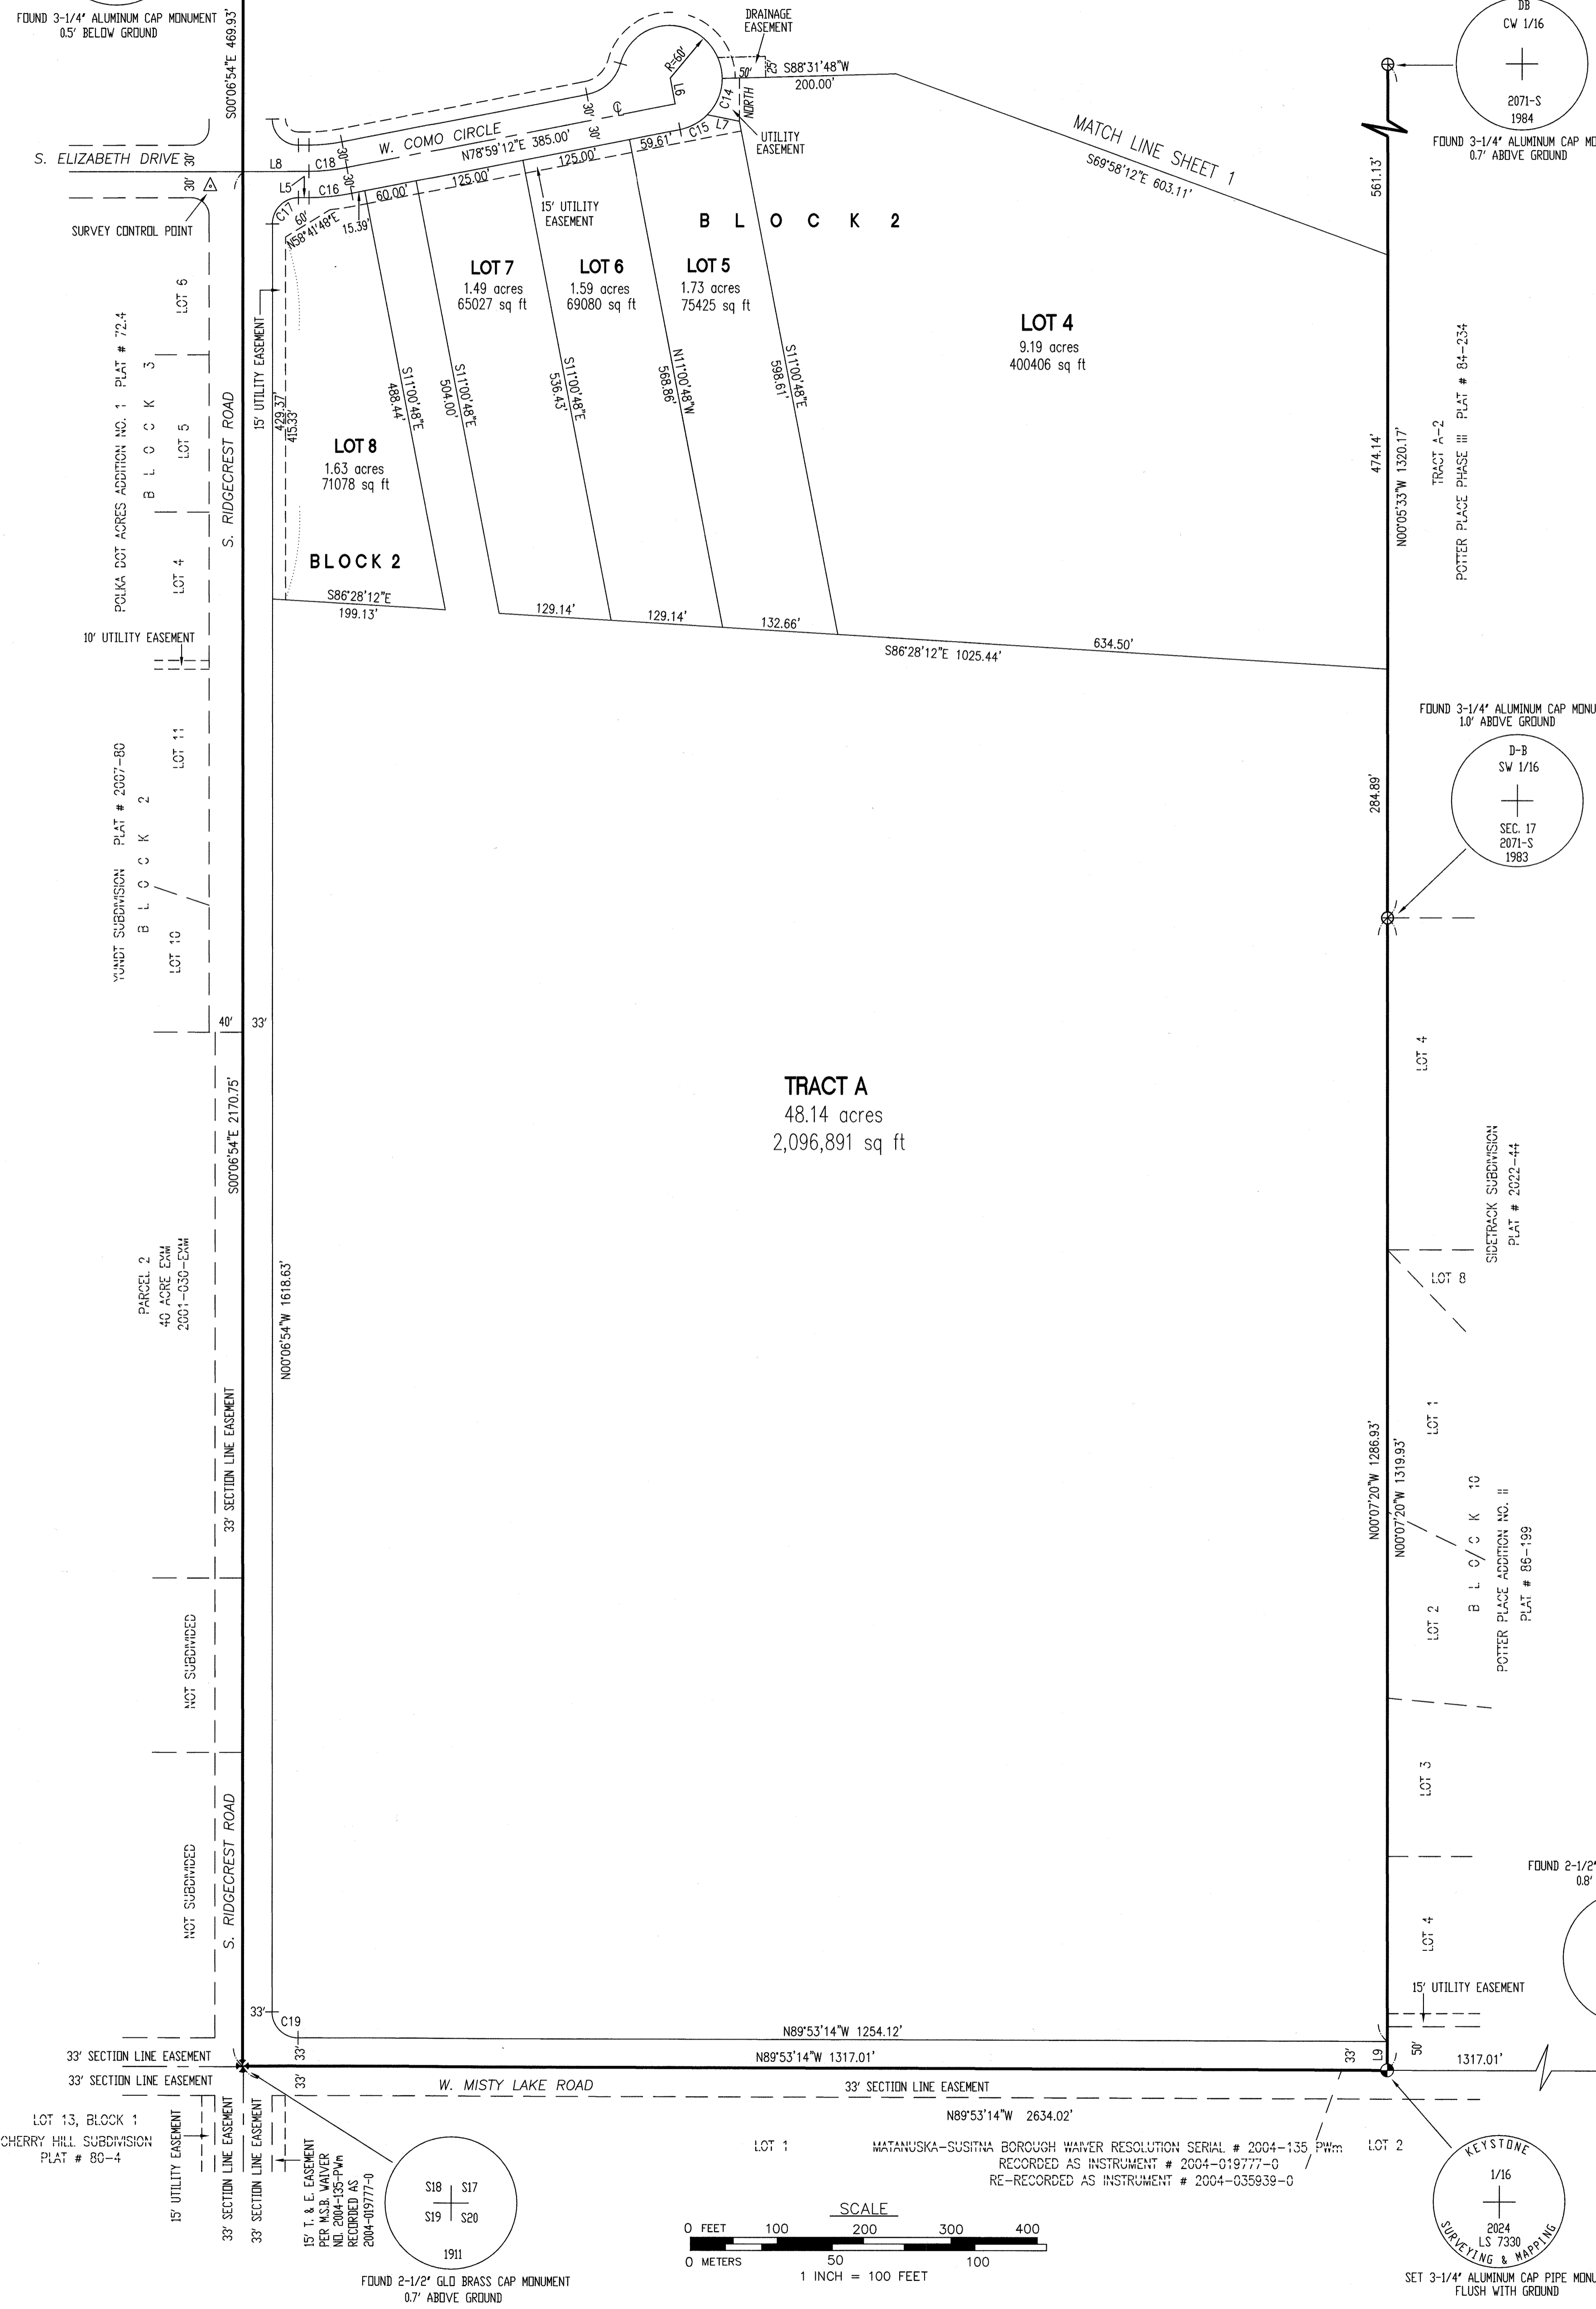 FOUND 3-1/4" ALUMINUM CAP MONUMENT
0.5' BELOW GROUND
S00°06'54"E 469.93'
DRAINAGE
EASEMENT
R=60'
L6
50'
25'
S88°31'48"W
200.00'
NORTH
C14
L7
C15
UTILITY
EASEMENT
DB
CW 1/16
2071-S
1984
FOUND 3-1/4" ALUMINUM CAP MO
0.7' ABOVE GROUND
MATCH LINE SHEET 1
S69°58'12"E 603.11'
561.13'
S. ELIZABETH DRIVE
30'
30'
SURVEY CONTROL POINT
L8
C18
30'
30'
L5
C16
C17
W. COMO CIRCLE
N78°59'12"E 385.00'
30'
30'
℄
59.61'
125.00'
125.00'
60.00'
15.39'
60'
N58°41'48"E
15' UTILITY
EASEMENT
BLOCK 2
LOT 7
1.49 acres
65027 sq ft
LOT 6
1.59 acres
69080 sq ft
LOT 5
1.73 acres
75425 sq ft
LOT 4
9.19 acres
400406 sq ft
15' UTILITY EASEMENT
429.37'
415.33'
S11°00'48"E
488.44'
S11°00'48"E
504.00'
S11°00'48"E
536.43'
N11°00'48"W
568.86'
S11°00'48"E
598.61'
LOT 8
1.63 acres
71078 sq ft
BLOCK 2
S86°28'12"E
199.13'
129.14'
129.14'
132.66'
634.50'
S86°28'12"E 1025.44'
LOT 6
LOT 5
LOT 4
BLOCK 3
POLKA DOT ACRES ADDITION NO. 1 PLAT # 72.4
S. RIDGECREST ROAD
10' UTILITY EASEMENT
474.14'
N00°05'33"W 1320.17'
TRACT A-2
POTTER PLACE PHASE III PLAT # 84-234
FOUND 3-1/4" ALUMINUM CAP MONU
1.0' ABOVE GROUND
D-B
SW 1/16
SEC. 17
2071-S
1983
284.89'
LOT 11
BLOCK 2
YUNDT SUBDIVISION PLAT # 2007-80
LOT 10
40'
33'
S00°06'54"E 2170.75'
TRACT A
48.14 acres
2,096,891 sq ft
LOT 4
SIDETRACK SUBDIVISION
PLAT # 2022-44
LOT 8
PARCEL 2
40 ACRE EXM
2001-030-EXM
N00°06'54"W 1618.63'
33' SECTION LINE EASEMENT
N00°07'20"W 1286.93'
N00°07'20"W 1319.93'
LOT 1
BLOCK 10
POTTER PLACE ADDITION NO. II
PLAT # 86-199
LOT 2
NOT SUBDIVIDED
NOT SUBDIVIDED
S. RIDGECREST ROAD
LOT 3
LOT 4
FOUND 2-1/2"
0.8'
15' UTILITY EASEMENT
33'
C19
N89°53'14"W 1254.12'
33'
33'
L9
50'
33' SECTION LINE EASEMENT
N89°53'14"W 1317.01'
1317.01'
33' SECTION LINE EASEMENT
33'
W. MISTY LAKE ROAD
33' SECTION LINE EASEMENT
N89°53'14"W 2634.02'
LOT 13, BLOCK 1
CHERRY HILL SUBDIVISION
PLAT # 80-4
15' UTILITY EASEMENT
33' SECTION LINE EASEMENT
33' SECTION LINE EASEMENT
15' T. & E. EASEMENT
PER M.S.B. WAIVER
NO. 2004-135-PWm
RECORDED AS
2004-019777-0
LOT 1
MATANUSKA-SUSITNA BOROUGH WAIVER RESOLUTION SERIAL # 2004-135 PWm
RECORDED AS INSTRUMENT # 2004-019777-0
RE-RECORDED AS INSTRUMENT # 2004-035939-0
LOT 2
S18 S17
S19 S20
1911
FOUND 2-1/2" GLO BRASS CAP MONUMENT
0.7' ABOVE GROUND
SCALE
0 FEET 100 200 300 400
0 METERS 50 100
1 INCH = 100 FEET
KEYSTONE
1/16
2024
LS 7330
SURVEYING & MAPPING
SET 3-1/4" ALUMINUM CAP PIPE MONU
FLUSH WITH GROUND